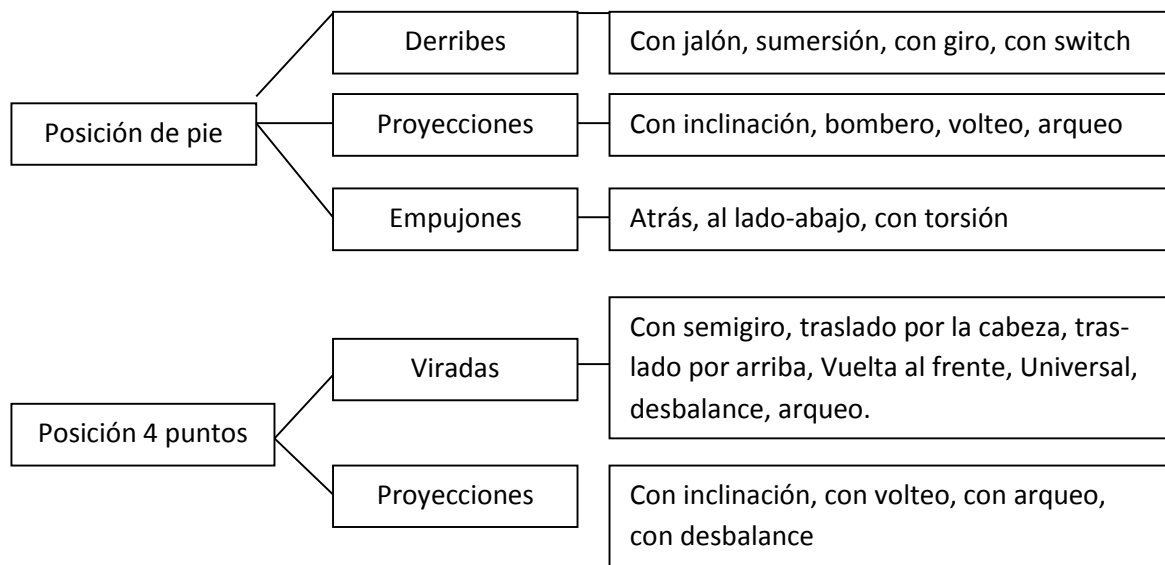 Derribes
Con jalón, sumersión, con giro, con switch
Posición de pie
Proyecciones
Con inclinación, bombero, volteo, arqueo
Empujones
Atrás, al lado-abajo, con torsión
Viradas
Con semigiro, traslado por la cabeza, tras-
lado por arriba, Vuelta al frente, Universal,
desbalance, arqueo.
Posición 4 puntos
Proyecciones
Con inclinación, con volteo, con arqueo,
con desbalance